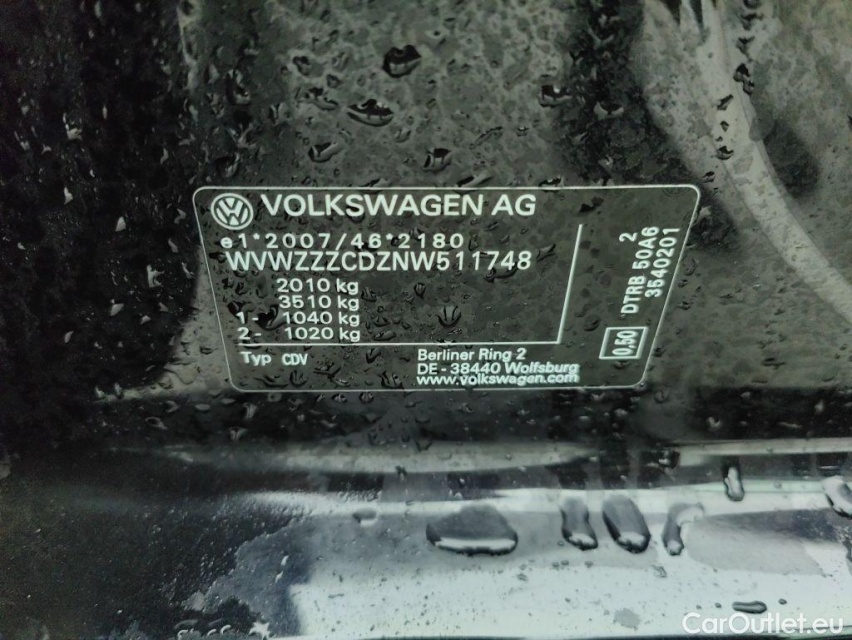 VOLKSWAGEN AG
e1*2007/46*2180
WVWZZZCDZNW511748
2010 kg
3510 kg
1- 1040 kg
2- 1020 kg
Typ CDV
Berliner Ring 2
DE-38440 Wolfsburg
www.volkswagen.com
2
DTRB 50A6
3540201
0.50
CarOutlet.eu